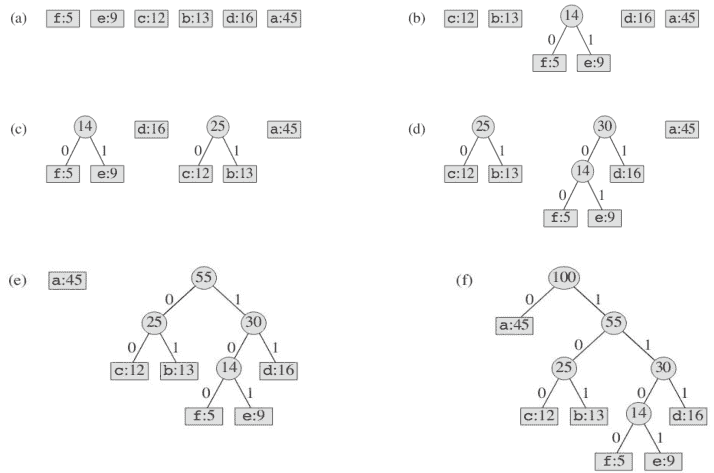 (a) f:5 e:9 c:12 b:13 d:16 a:45
(b) c:12 b:13 14 d:16 a:45
0 1
f:5 e:9
(c) 14 d:16 25 a:45
0 1 0 1
f:5 e:9 c:12 b:13
(d) 25 30 a:45
0 1 0 1
c:12 b:13 14 d:16
0 1
f:5 e:9
(e) a:45 55
0 1
25 30
0 1 0 1
c:12 b:13 14 d:16
0 1
f:5 e:9
(f) 100
0 1
a:45 55
0 1
25 30
0 1 0 1
c:12 b:13 14 d:16
0 1
f:5 e:9